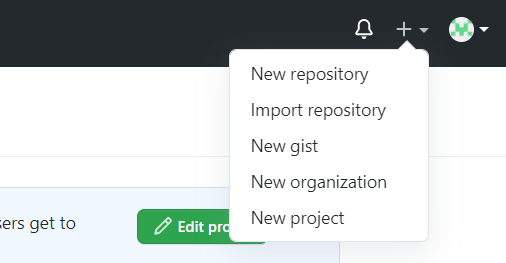 New repository
Import repository
New gist
New organization
New project
sers get to
Edit pro